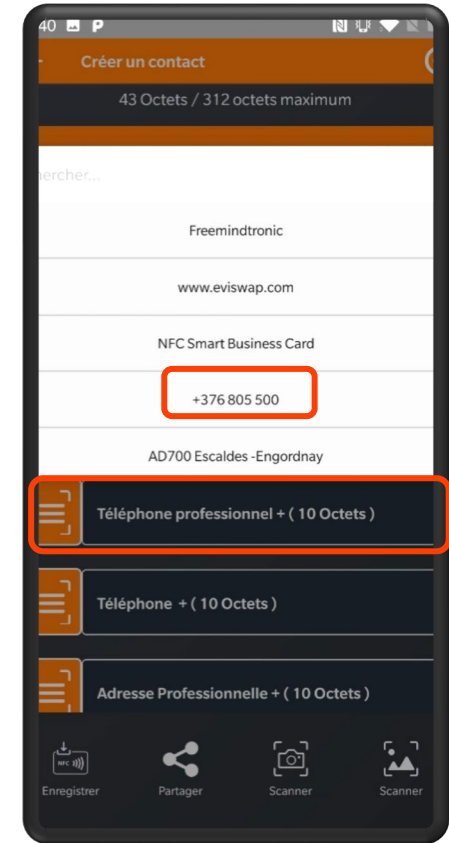 40 P
Créer un contact
43 Octets / 312 octets maximum
hercher...
Freemindtronic
www.eviswap.com
NFC Smart Business Card
+376 805 500
AD700 Escaldes -Engordnay
Téléphone professionnel + ( 10 Octets )
Téléphone + ( 10 Octets )
Adresse Professionnelle + ( 10 Octets )
NFC
Enregistrer Partager Scanner Scanner